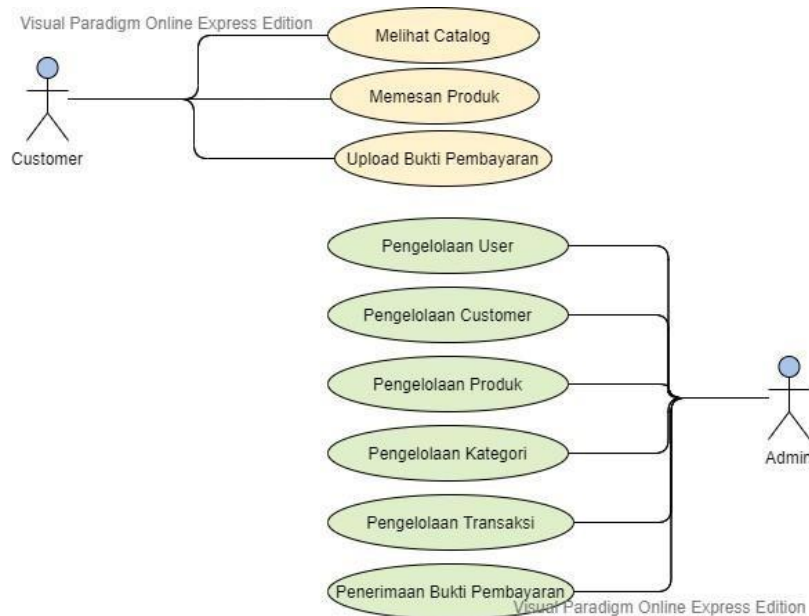 Visual Paradigm Online Express Edition
Melihat Catalog
Memesan Produk
Customer
Upload Bukti Pembayaran
Pengelolaan User
Pengelolaan Customer
Pengelolaan Produk
Pengelolaan Kategori
Admin
Pengelolaan Transaksi
Penerimaan Bukti Pembayaran
Visual Paradigm Online Express Edition